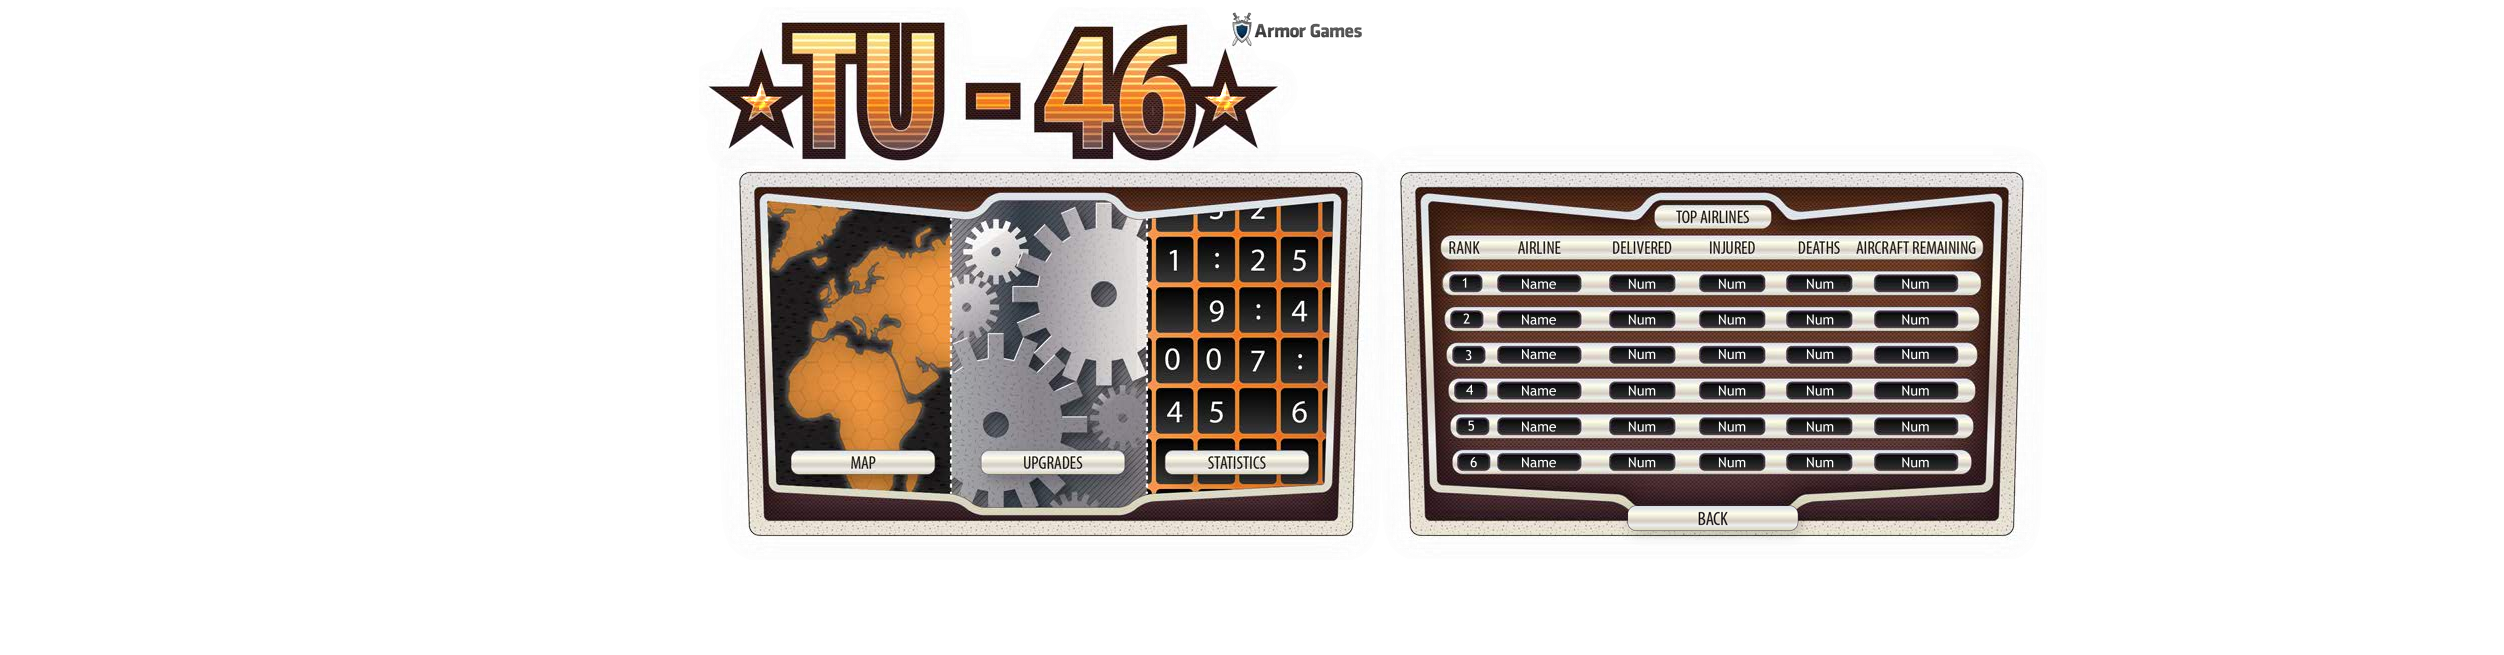 TU - 46
Armor Games
3 2
1 : 2 5
9 : 4
0 0 7 :
4 5 6
MAP
UPGRADES
STATISTICS
TOP AIRLINES
RANK AIRLINE DELIVERED INJURED DEATHS AIRCRAFT REMAINING
1 Name Num Num Num Num
2 Name Num Num Num Num
3 Name Num Num Num Num
4 Name Num Num Num Num
5 Name Num Num Num Num
6 Name Num Num Num Num
BACK